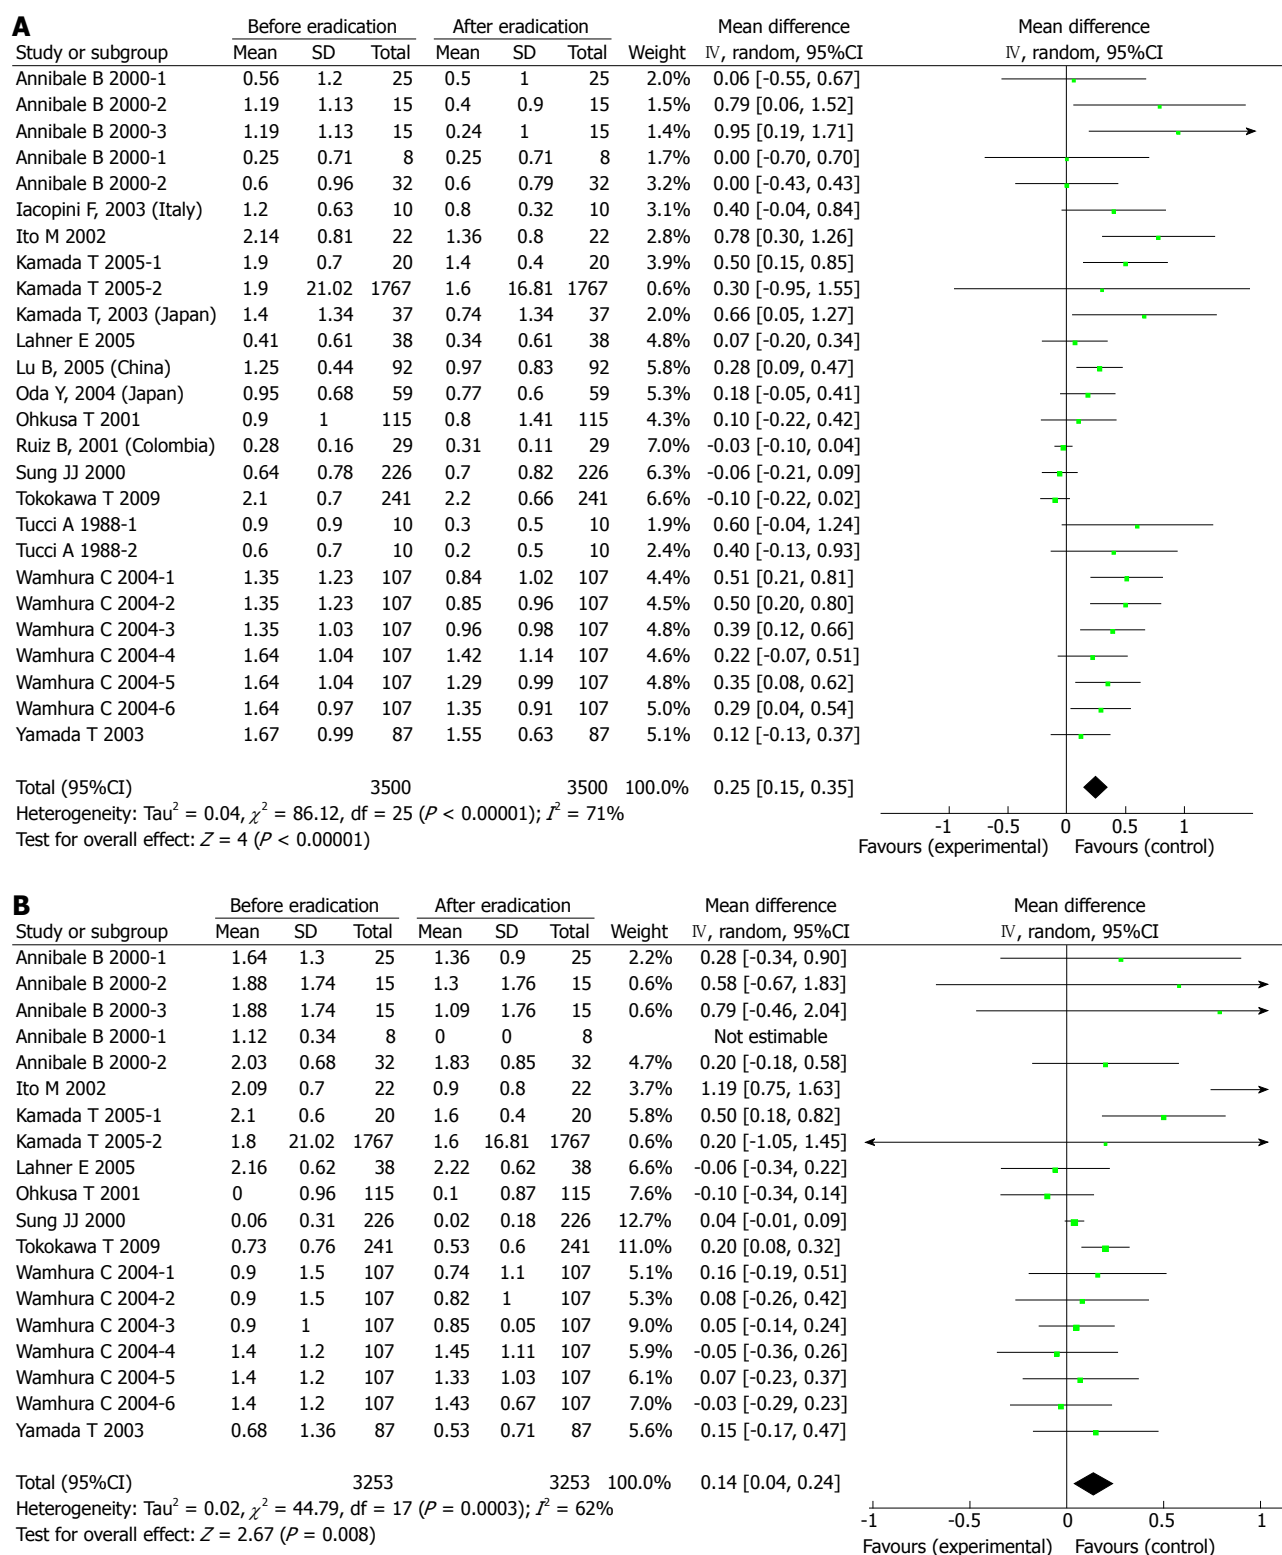 A Before eradication After eradication Mean difference Mean difference
Study or subgroup Mean SD Total Mean SD Total Weight Ⅳ, random, 95%CI Ⅳ, random, 95%CI
Annibale B 2000-1 0.56 1.2 25 0.5 1 25 2.0% 0.06 [-0.55, 0.67]
Annibale B 2000-2 1.19 1.13 15 0.4 0.9 15 1.5% 0.79 [0.06, 1.52]
Annibale B 2000-3 1.19 1.13 15 0.24 1 15 1.4% 0.95 [0.19, 1.71]
Annibale B 2000-1 0.25 0.71 8 0.25 0.71 8 1.7% 0.00 [-0.70, 0.70]
Annibale B 2000-2 0.6 0.96 32 0.6 0.79 32 3.2% 0.00 [-0.43, 0.43]
Iacopini F, 2003 (Italy) 1.2 0.63 10 0.8 0.32 10 3.1% 0.40 [-0.04, 0.84]
Ito M 2002 2.14 0.81 22 1.36 0.8 22 2.8% 0.78 [0.30, 1.26]
Kamada T 2005-1 1.9 0.7 20 1.4 0.4 20 3.9% 0.50 [0.15, 0.85]
Kamada T 2005-2 1.9 21.02 1767 1.6 16.81 1767 0.6% 0.30 [-0.95, 1.55]
Kamada T, 2003 (Japan) 1.4 1.34 37 0.74 1.34 37 2.0% 0.66 [0.05, 1.27]
Lahner E 2005 0.41 0.61 38 0.34 0.61 38 4.8% 0.07 [-0.20, 0.34]
Lu B, 2005 (China) 1.25 0.44 92 0.97 0.83 92 5.8% 0.28 [0.09, 0.47]
Oda Y, 2004 (Japan) 0.95 0.68 59 0.77 0.6 59 5.3% 0.18 [-0.05, 0.41]
Ohkusa T 2001 0.9 1 115 0.8 1.41 115 4.3% 0.10 [-0.22, 0.42]
Ruiz B, 2001 (Colombia) 0.28 0.16 29 0.31 0.11 29 7.0% -0.03 [-0.10, 0.04]
Sung JJ 2000 0.64 0.78 226 0.7 0.82 226 6.3% -0.06 [-0.21, 0.09]
Tokokawa T 2009 2.1 0.7 241 2.2 0.66 241 6.6% -0.10 [-0.22, 0.02]
Tucci A 1988-1 0.9 0.9 10 0.3 0.5 10 1.9% 0.60 [-0.04, 1.24]
Tucci A 1988-2 0.6 0.7 10 0.2 0.5 10 2.4% 0.40 [-0.13, 0.93]
Wamhura C 2004-1 1.35 1.23 107 0.84 1.02 107 4.4% 0.51 [0.21, 0.81]
Wamhura C 2004-2 1.35 1.23 107 0.85 0.96 107 4.5% 0.50 [0.20, 0.80]
Wamhura C 2004-3 1.35 1.03 107 0.96 0.98 107 4.8% 0.39 [0.12, 0.66]
Wamhura C 2004-4 1.64 1.04 107 1.42 1.14 107 4.6% 0.22 [-0.07, 0.51]
Wamhura C 2004-5 1.64 1.04 107 1.29 0.99 107 4.8% 0.35 [0.08, 0.62]
Wamhura C 2004-6 1.64 0.97 107 1.35 0.91 107 5.0% 0.29 [0.04, 0.54]
Yamada T 2003 1.67 0.99 87 1.55 0.63 87 5.1% 0.12 [-0.13, 0.37]
Total (95%CI) 3500 3500 100.0% 0.25 [0.15, 0.35]
Heterogeneity: Tau² = 0.04, χ² = 86.12, df = 25 (P < 0.00001); I² = 71%
Test for overall effect: Z = 4 (P < 0.00001)
-1 -0.5 0 0.5 1
Favours (experimental) Favours (control)
B Before eradication After eradication Mean difference Mean difference
Study or subgroup Mean SD Total Mean SD Total Weight Ⅳ, random, 95%CI Ⅳ, random, 95%CI
Annibale B 2000-1 1.64 1.3 25 1.36 0.9 25 2.2% 0.28 [-0.34, 0.90]
Annibale B 2000-2 1.88 1.74 15 1.3 1.76 15 0.6% 0.58 [-0.67, 1.83]
Annibale B 2000-3 1.88 1.74 15 1.09 1.76 15 0.6% 0.79 [-0.46, 2.04]
Annibale B 2000-1 1.12 0.34 8 0 0 8 Not estimable
Annibale B 2000-2 2.03 0.68 32 1.83 0.85 32 4.7% 0.20 [-0.18, 0.58]
Ito M 2002 2.09 0.7 22 0.9 0.8 22 3.7% 1.19 [0.75, 1.63]
Kamada T 2005-1 2.1 0.6 20 1.6 0.4 20 5.8% 0.50 [0.18, 0.82]
Kamada T 2005-2 1.8 21.02 1767 1.6 16.81 1767 0.6% 0.20 [-1.05, 1.45]
Lahner E 2005 2.16 0.62 38 2.22 0.62 38 6.6% -0.06 [-0.34, 0.22]
Ohkusa T 2001 0 0.96 115 0.1 0.87 115 7.6% -0.10 [-0.34, 0.14]
Sung JJ 2000 0.06 0.31 226 0.02 0.18 226 12.7% 0.04 [-0.01, 0.09]
Tokokawa T 2009 0.73 0.76 241 0.53 0.6 241 11.0% 0.20 [0.08, 0.32]
Wamhura C 2004-1 0.9 1.5 107 0.74 1.1 107 5.1% 0.16 [-0.19, 0.51]
Wamhura C 2004-2 0.9 1.5 107 0.82 1 107 5.3% 0.08 [-0.26, 0.42]
Wamhura C 2004-3 0.9 1 107 0.85 0.05 107 9.0% 0.05 [-0.14, 0.24]
Wamhura C 2004-4 1.4 1.2 107 1.45 1.11 107 5.9% -0.05 [-0.36, 0.26]
Wamhura C 2004-5 1.4 1.2 107 1.33 1.03 107 6.1% 0.07 [-0.23, 0.37]
Wamhura C 2004-6 1.4 1.2 107 1.43 0.67 107 7.0% -0.03 [-0.29, 0.23]
Yamada T 2003 0.68 1.36 87 0.53 0.71 87 5.6% 0.15 [-0.17, 0.47]
Total (95%CI) 3253 3253 100.0% 0.14 [0.04, 0.24]
Heterogeneity: Tau² = 0.02, χ² = 44.79, df = 17 (P = 0.0003); I² = 62%
Test for overall effect: Z = 2.67 (P = 0.008)
-1 -0.5 0 0.5 1
Favours (experimental) Favours (control)